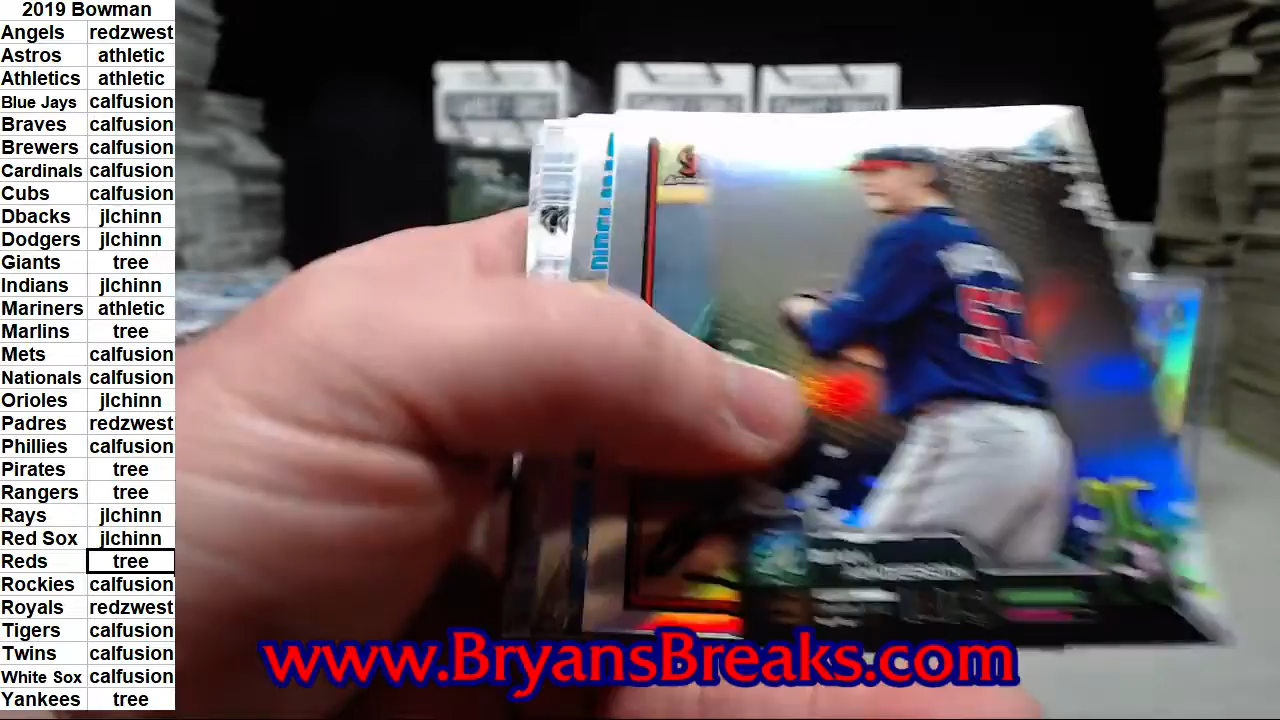 2019 Bowman
Angels redzwest
Astros athletic
Athletics athletic
Blue Jays calfusion
Braves calfusion
Brewers calfusion
Cardinals calfusion
Cubs calfusion
Dbacks jlchinn
Dodgers jlchinn
Giants tree
Indians jlchinn
Mariners athletic
Marlins tree
Mets calfusion
Nationals calfusion
Orioles jlchinn
Padres redzwest
Phillies calfusion
Pirates tree
Rangers tree
Rays jlchinn
Red Sox jlchinn
Reds tree
Rockies calfusion
Royals redzwest
Tigers calfusion
Twins calfusion
White Sox calfusion
Yankees tree
www.BryansBreaks.com